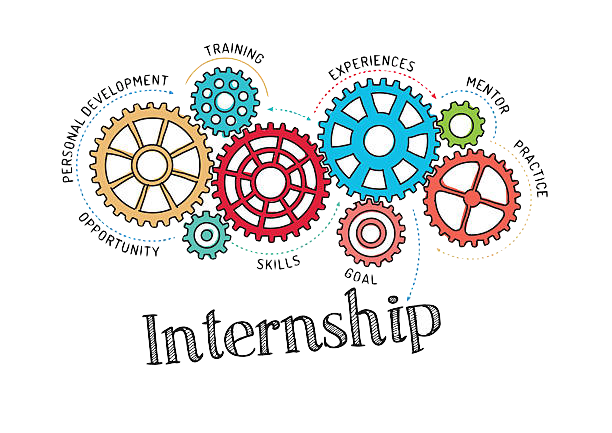 TRAINING
EXPERIENCES
PERSONAL DEVELOPMENT
MENTOR
PRACTICE
OPPORTUNITY
SKILLS
GOAL
Internship